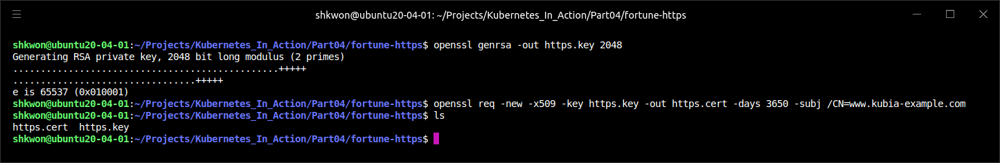 shkwon@ubuntu20-04-01: ~/Projects/Kubernetes_In_Action/Part04/fortune-https
shkwon@ubuntu20-04-01:~/Projects/Kubernetes_In_Action/Part04/fortune-https$ openssl genrsa -out https.key 2048
Generating RSA private key, 2048 bit long modulus (2 primes)
................................................+++++
.................................+++++
e is 65537 (0x010001)
shkwon@ubuntu20-04-01:~/Projects/Kubernetes_In_Action/Part04/fortune-https$ openssl req -new -x509 -key https.key -out https.cert -days 3650 -subj /CN=www.kubia-example.com
shkwon@ubuntu20-04-01:~/Projects/Kubernetes_In_Action/Part04/fortune-https$ ls
https.cert  https.key
shkwon@ubuntu20-04-01:~/Projects/Kubernetes_In_Action/Part04/fortune-https$